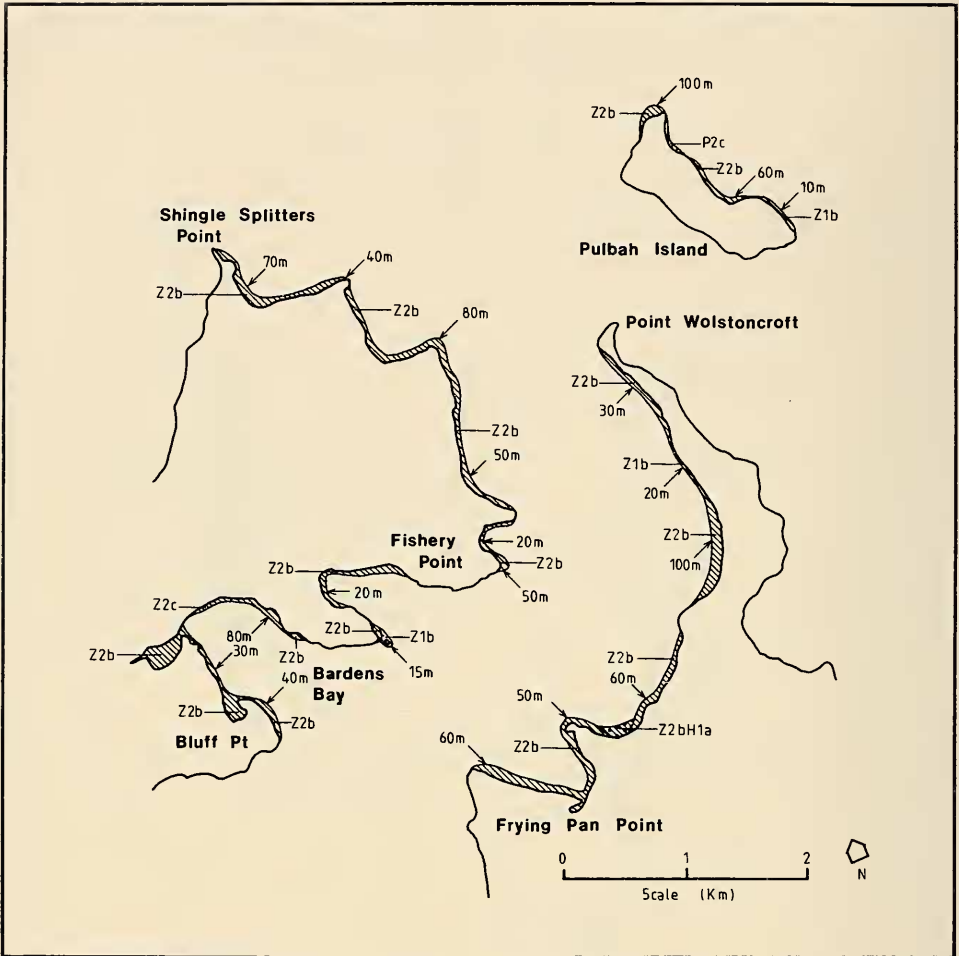 100m
Z2b
P2c
Z2b
60m
10m
Z1b
Pulbah Island
Shingle Splitters
Point
70m
40m
Z2b
Z2b
80m
Z2b
50m
Fishery
Point
20m
Z2b
50m
Z2b
20m
Z2c
Z2b
Z1b
15m
80m
30m
Z2b
Z2b
40m
Bardens
Bay
Z2b
Z2b
Bluff Pt
Point Wolstoncroft
Z2b
30m
Z1b
20m
Z2b
100m
Z2b
60m
50m
Z2bH1a
Z2b
60m
Frying Pan Point
0 1 2
Scale (Km)
N